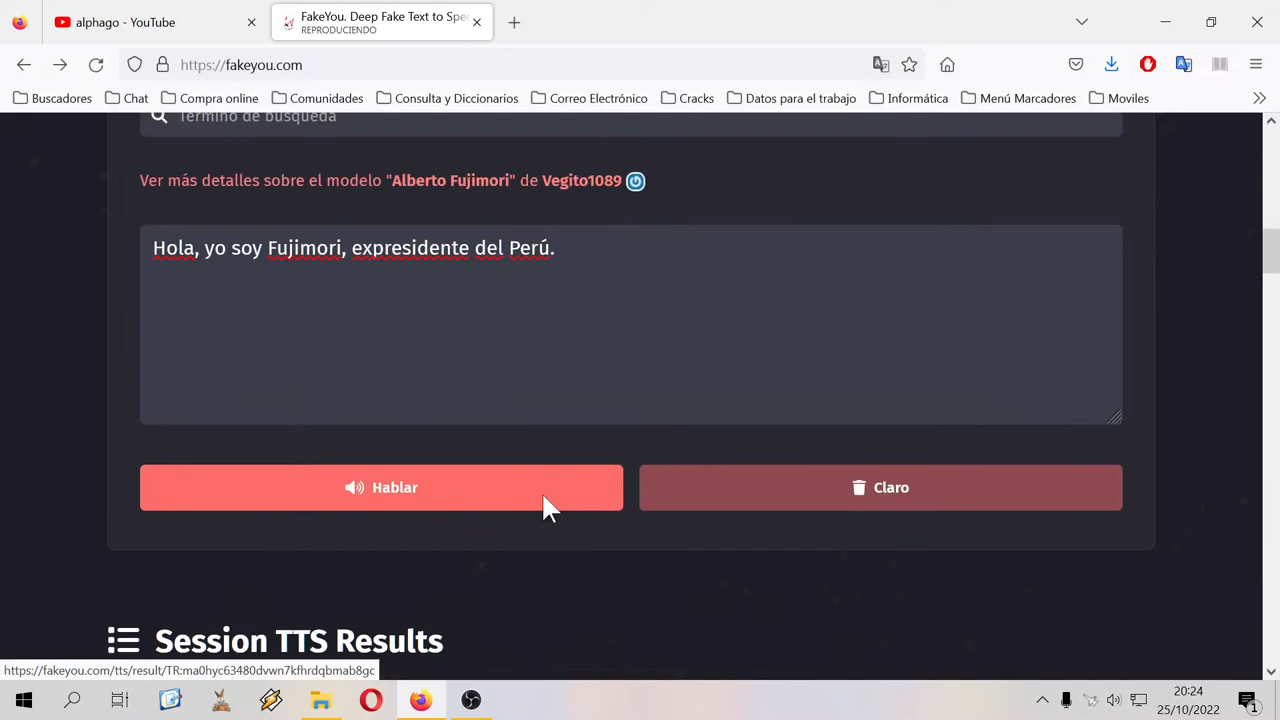 alphago - YouTube
FakeYou. Deep Fake Text to Spe
REPRODUCIENDO
https://fakeyou.com
Buscadores
Chat
Compra online
Comunidades
Consulta y Diccionarios
Correo Electrónico
Cracks
Datos para el trabajo
Informática
Menú Marcadores
Moviles
Término de búsqueda
Ver más detalles sobre el modelo "Alberto Fujimori" de Vegito1089
Hola, yo soy Fujimori, expresidente del Perú.
Hablar
Claro
Session TTS Results
https://fakeyou.com/tts/result/TR:ma0hyc63480dvwn7kfhrdqbmab8gc
20:24
25/10/2022
1